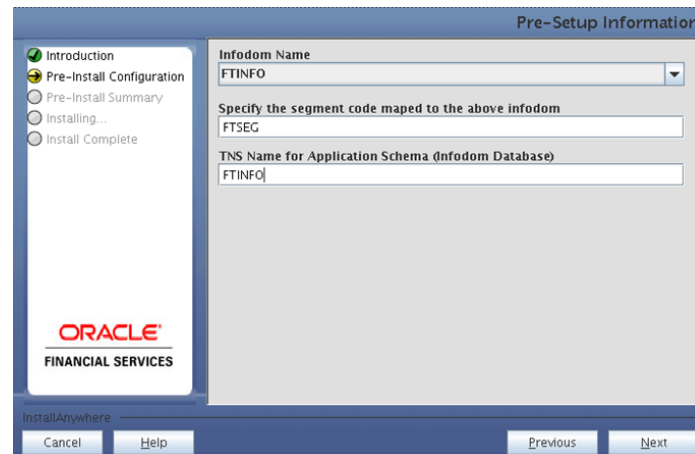 Pre-Setup Information
Introduction
Pre-Install Configuration
Pre-Install Summary
Installing...
Install Complete
ORACLE
FINANCIAL SERVICES
Infodom Name
FTINFO
Specify the segment code maped to the above infodom
FTSEG
TNS Name for Application Schema (Infodom Database)
FTINFO
InstallAnywhere
Cancel
Help
Previous
Next